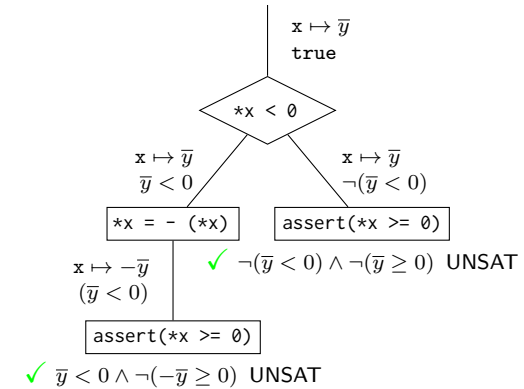 x ↦ y̅
true
*x < 0
x ↦ y̅
y̅ < 0
x ↦ y̅
¬(y̅ < 0)
*x = - (*x)
assert(*x >= 0)
x ↦ −y̅
(y̅ < 0)
✓ ¬(y̅ < 0) ∧ ¬(y̅ ≥ 0) UNSAT
assert(*x >= 0)
✓ y̅ < 0 ∧ ¬(−y̅ ≥ 0) UNSAT